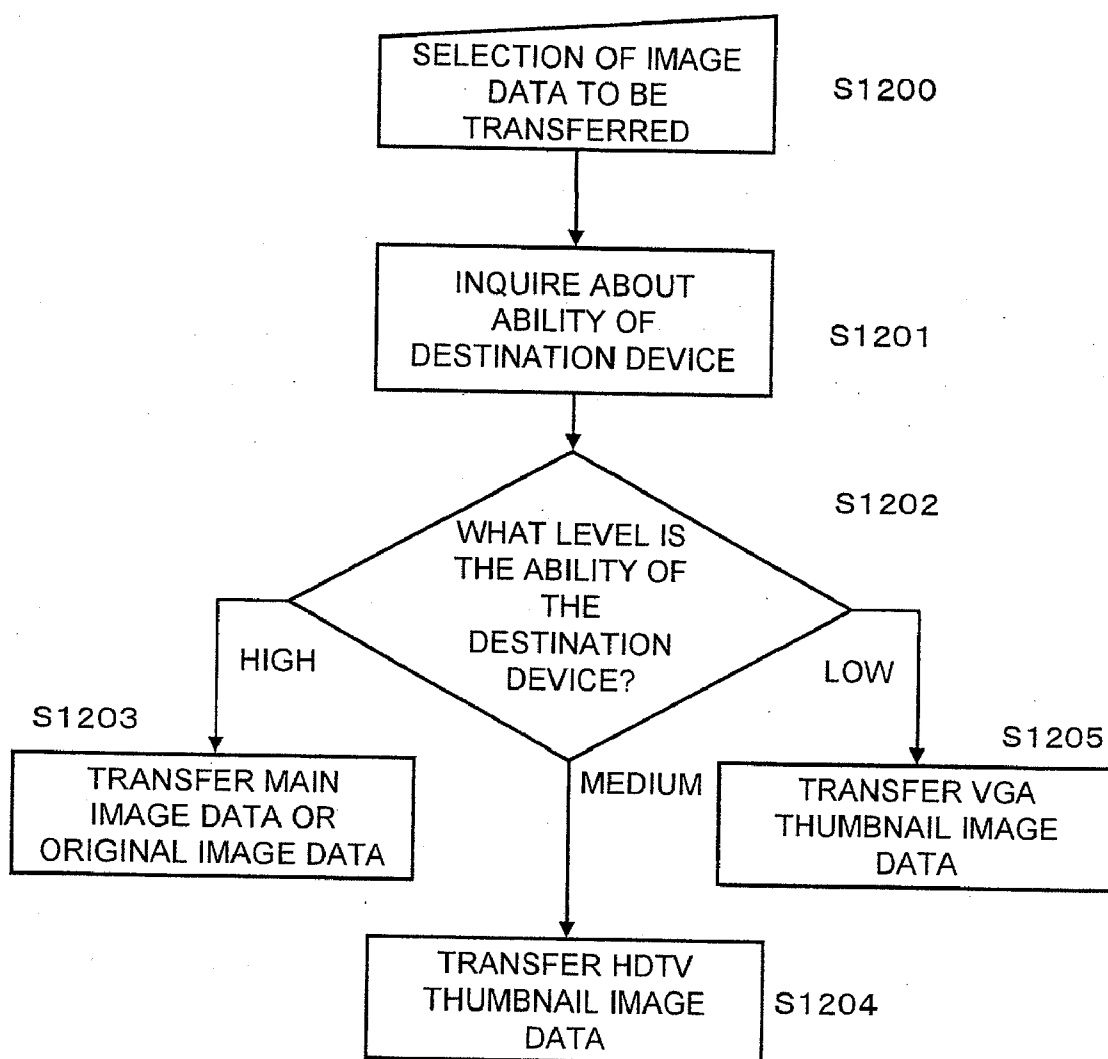 SELECTION OF IMAGE
DATA TO BE
TRANSFERRED
S1200
INQUIRE ABOUT
ABILITY OF
DESTINATION DEVICE
S1201
S1202
WHAT LEVEL IS
THE ABILITY OF
THE
DESTINATION
DEVICE?
HIGH
LOW
MEDIUM
S1203
TRANSFER MAIN
IMAGE DATA OR
ORIGINAL IMAGE DATA
S1205
TRANSFER VGA
THUMBNAIL IMAGE
DATA
TRANSFER HDTV
THUMBNAIL IMAGE
DATA
S1204